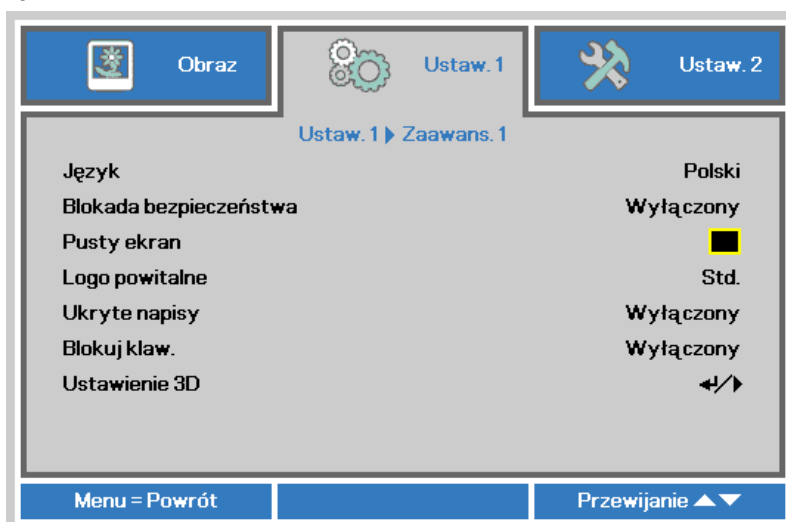 Obraz
Ustaw. 1
Ustaw. 2
Ustaw. 1 Zaawans. 1
Język Polski
Blokada bezpieczeństwa Wyłączony
Pusty ekran
Logo powitalne Std.
Ukryte napisy Wyłączony
Blokuj klaw. Wyłączony
Ustawienie 3D /
Menu = Powrót
Przewijanie